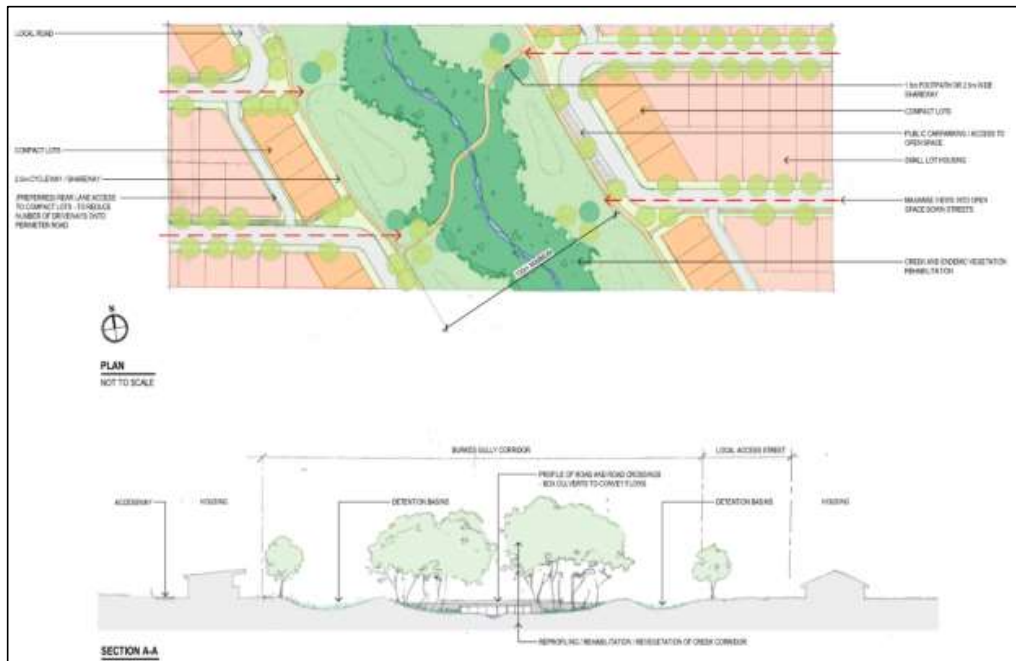 LOCAL ROAD
COMPACT LOTS
2.5m CYCLEWAY / SHAREWAY
(PREFERRED) REAR LANE ACCESS
TO COMPACT LOTS - TO REDUCE
NUMBER OF DRIVEWAYS ONTO
PERIMETER ROAD
1.5m FOOTPATH OR 2.5m WIDE
SHAREWAY
COMPACT LOTS
PUBLIC CARPARKING / ACCESS TO
OPEN SPACE
SMALL LOT HOUSING
MAXIMISE VIEWS INTO OPEN
SPACE DOWN STREETS
CREEK AND ENDEMIC VEGETATION
REHABILITATION
N
PLAN
NOT TO SCALE
BURKES GULLY CORRIDOR
LOCAL ACCESS STREET
ACCESSWAY
HOUSING
DETENTION BASINS
PROFILE OF ROAD AND ROAD CROSSINGS
- BOX CULVERTS TO CONVEY FLOWS
DETENTION BASINS
HOUSING
REPROFILING / REHABILITATION / REVEGETATION OF CREEK CORRIDOR
SECTION A-A